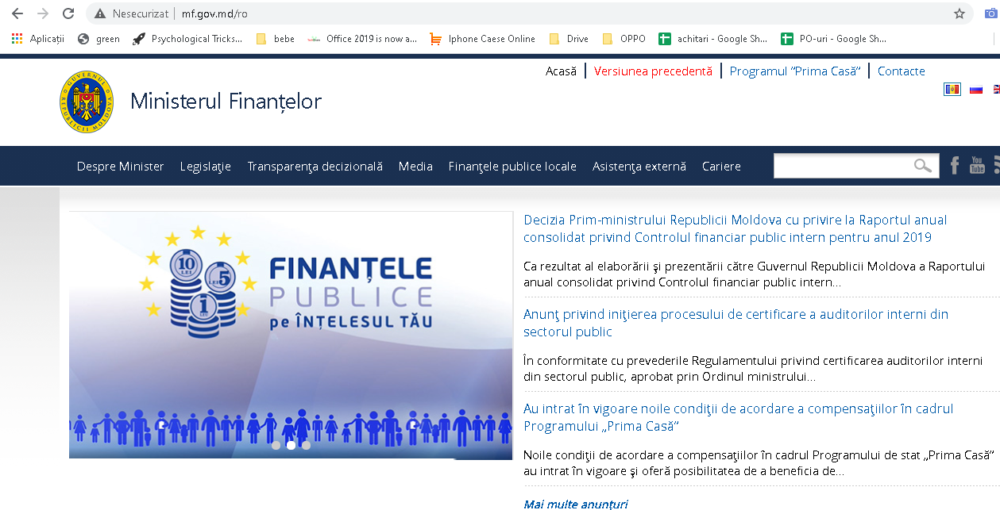 Nesecurizat | mf.gov.md/ro
Aplicații green Psychological Tricks... bebe Office 2019 is now a... Iphone Caese Online Drive OPPO achitari - Google Sh... PO-uri - Google Sh...
Acasă Versiunea precedentă Programul "Prima Casă" Contacte
GUVERNUL REPUBLICII MOLDOVA
Ministerul Finanțelor
Despre Minister Legislaţie Transparenţa decizională Media Finanţele publice locale Asistenţa externă Cariere
You Tube
Decizia Prim-ministrului Republicii Moldova cu privire la Raportul anual
consolidat privind Controlul financiar public intern pentru anul 2019
Ca rezultat al elaborării şi prezentării către Guvernul Republicii Moldova a Raportului
anual consolidat privind Controlul financiar public intern...
Anunţ privind iniţierea procesului de certificare a auditorilor interni din
sectorul public
În conformitate cu prevederile Regulamentului privind certificarea auditorilor interni
din sectorul public, aprobat prin Ordinul ministrului...
Au intrat în vigoare noile condiţii de acordare a compensaţiilor în cadrul
Programului „Prima Casă”
Noile condiţii de acordare a compensaţiilor în cadrul Programului de stat „Prima Casă”
au intrat în vigoare şi oferă posibilitatea de a beneficia de...
Mai multe anunţuri
10 LEI
5 LEI
1 LEU
FINANȚELE
PUBLICE
pe ÎNȚELESUL TĂU